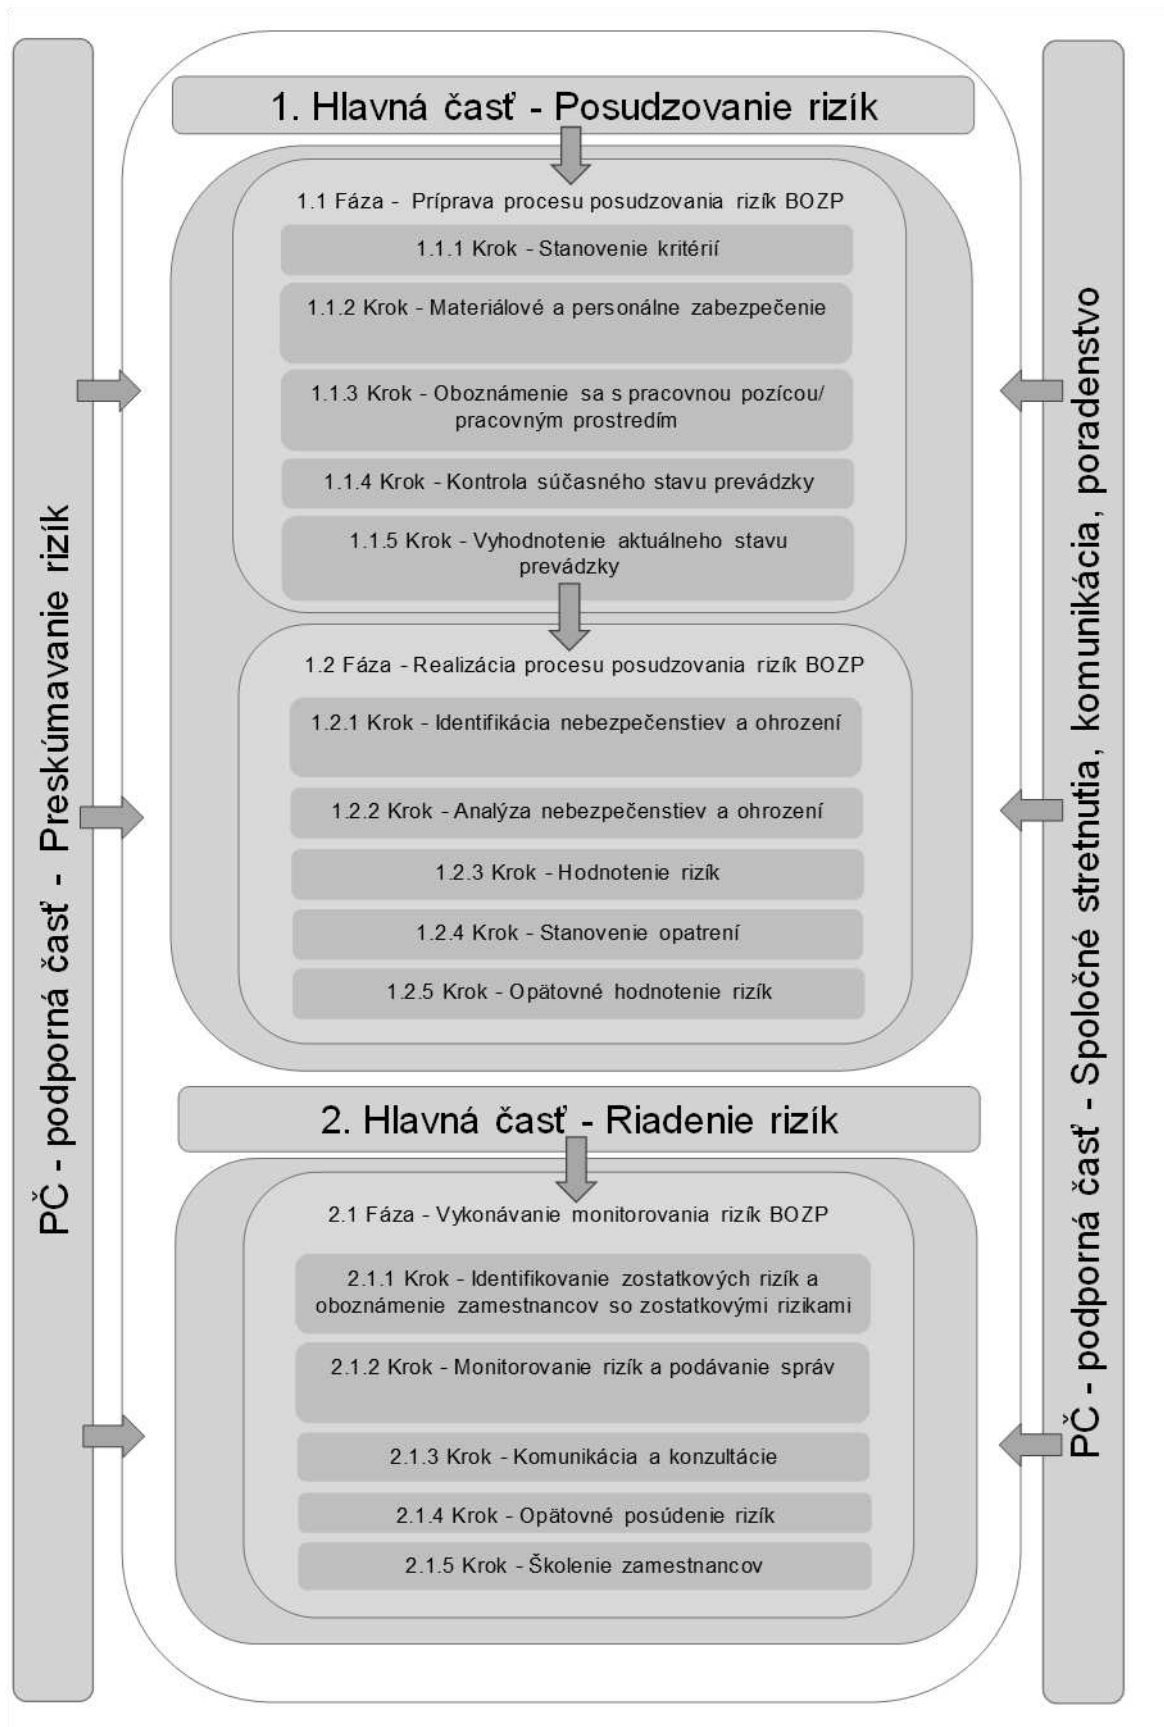 PČ - podporná časť - Preskúmavanie rizík
1. Hlavná časť - Posudzovanie rizík
1.1 Fáza - Príprava procesu posudzovania rizík BOZP
1.1.1 Krok - Stanovenie kritérií
1.1.2 Krok - Materiálové a personálne zabezpečenie
1.1.3 Krok - Oboznámenie sa s pracovnou pozícou/
pracovným prostredím
1.1.4 Krok - Kontrola súčasného stavu prevádzky
1.1.5 Krok - Vyhodnotenie aktuálneho stavu
prevádzky
1.2 Fáza - Realizácia procesu posudzovania rizík BOZP
1.2.1 Krok - Identifikácia nebezpečenstiev a ohrození
1.2.2 Krok - Analýza nebezpečenstiev a ohrození
1.2.3 Krok - Hodnotenie rizík
1.2.4 Krok - Stanovenie opatrení
1.2.5 Krok - Opätovné hodnotenie rizík
2. Hlavná časť - Riadenie rizík
2.1 Fáza - Vykonávanie monitorovania rizík BOZP
2.1.1 Krok - Identifikovanie zostatkových rizík a
oboznámenie zamestnancov so zostatkovými rizikami
2.1.2 Krok - Monitorovanie rizík a podávanie správ
2.1.3 Krok - Komunikácia a konzultácie
2.1.4 Krok - Opätovné posúdenie rizík
2.1.5 Krok - Školenie zamestnancov
PČ - podporná časť - Spoločné stretnutia, komunikácia, poradenstvo